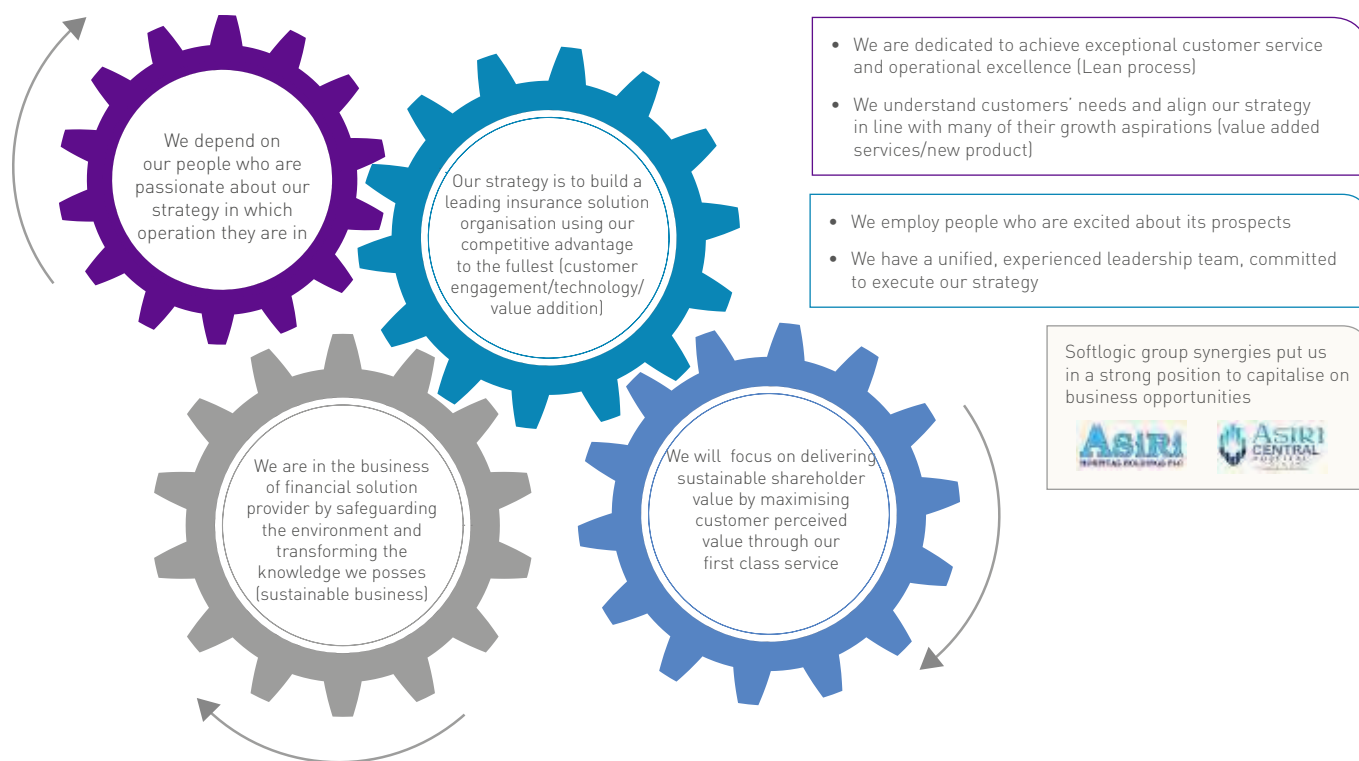 We depend on
our people who are
passionate about our
strategy in which
operation they are in
Our strategy is to build a
leading insurance solution
organisation using our
competitive advantage
to the fullest (customer
engagement/technology/
value addition)
We are in the business
of financial solution
provider by safeguarding
the environment and
transforming the
knowledge we posses
(sustainable business)
We will focus on delivering
sustainable shareholder
value by maximising
customer perceived
value through our
first class service
• We are dedicated to achieve exceptional customer service
and operational excellence (Lean process)
• We understand customers’ needs and align our strategy
in line with many of their growth aspirations (value added
services/new product)
• We employ people who are excited about its prospects
• We have a unified, experienced leadership team, committed
to execute our strategy
Softlogic group synergies put us
in a strong position to capitalise on
business opportunities
ASIRI
HOSPITAL HOLDINGS PLC
ASIRI
CENTRAL
HOSPITAL